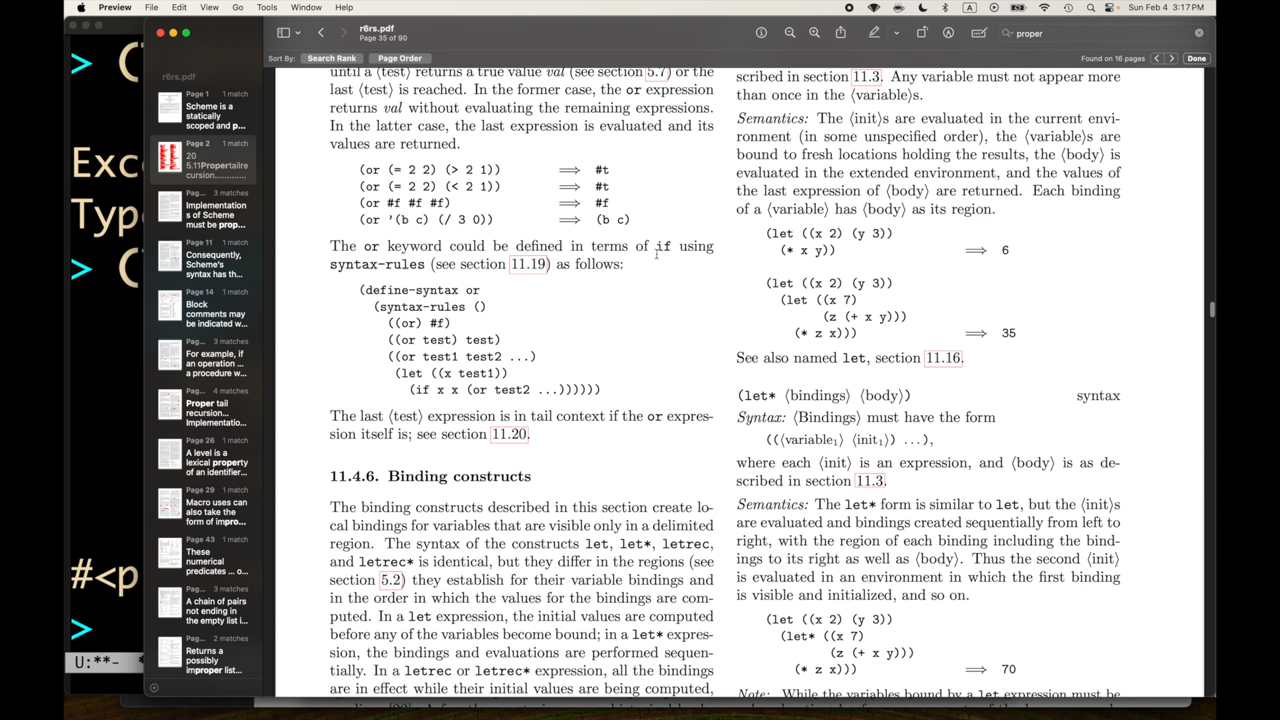 Preview File Edit View Go Tools Window Help
Sun Feb 4 3:17 PM
r6rs.pdf
Page 35 of 90
proper
Sort By: Search Rank Page Order
Found on 16 pages
Done
r6rs.pdf
Page 1 1 match
Scheme is a
statically
scoped and p...
Page 2 1 match
20
5.11Propertailre
cursion..............
Pag... 3 matches
Implementation
s of Scheme
must be prop...
Page 11 1 match
Consequently,
Scheme's
syntax has th...
Page 14 1 match
Block
comments may
be indicated w...
Pag... 3 matches
For example, if
an operation ...
a procedure w...
Pag... 4 matches
Proper tail
recursion...
Implementatio...
Page 26 1 match
A level is a
lexical property
of an identifier...
Page 29 1 match
Macro uses can
also take the
form of impro...
Page 43 1 match
These
numerical
predicates ... o...
Pag... 3 matches
A chain of pairs
not ending in
the empty list i...
Pag... 2 matches
Returns a
possibly
improper list...
> (
Exc
Typ
> (
#<p
>
U:**-
until a ⟨test⟩ returns a true value val (see section 5.7) or the
last ⟨test⟩ is reached. In the former case, the or expression
returns val without evaluating the remaining expressions.
In the latter case, the last expression is evaluated and its
values are returned.
(or (= 2 2) (> 2 1)) ⟹ #t
(or (= 2 2) (< 2 1)) ⟹ #t
(or #f #f #f) ⟹ #f
(or '(b c) (/ 3 0)) ⟹ (b c)
The or keyword could be defined in terms of if using
syntax-rules (see section 11.19) as follows:
(define-syntax or
(syntax-rules ()
((or) #f)
((or test) test)
((or test1 test2 ...)
(let ((x test1))
(if x x (or test2 ...))))))
The last ⟨test⟩ expression is in tail context if the or expres-
sion itself is; see section 11.20.
11.4.6. Binding constructs
The binding constructs described in this section create lo-
cal bindings for variables that are visible only in a delimited
region. The syntax of the constructs let, let*, letrec,
and letrec* is identical, but they differ in the regions (see
section 5.2) they establish for their variable bindings and
in the order in which the values for the bindings are com-
puted. In a let expression, the initial values are computed
before any of the variables become bound; in a let* expres-
sion, the bindings and evaluations are performed sequen-
tially. In a letrec or letrec* expression, all the bindings
are in effect while their initial values are being computed,
scribed in section 11.3. Any variable must not appear more
than once in the ⟨variable⟩s.
Semantics: The ⟨init⟩s are evaluated in the current envi-
ronment (in some unspecified order), the ⟨variable⟩s are
bound to fresh locations holding the results, the ⟨body⟩ is
evaluated in the extended environment, and the values of
the last expression of ⟨body⟩ are returned. Each binding
of a ⟨variable⟩ has ⟨body⟩ as its region.
(let ((x 2) (y 3))
(* x y)) ⟹ 6
(let ((x 2) (y 3))
(let ((x 7)
(z (+ x y)))
(* z x))) ⟹ 35
See also named let, section 11.16.
(let* ⟨bindings⟩ ⟨body⟩) syntax
Syntax: ⟨Bindings⟩ must have the form
((⟨variable₁⟩ ⟨init₁⟩) ...),
where each ⟨init⟩ is an expression, and ⟨body⟩ is as de-
scribed in section 11.3.
Semantics: The let* form is similar to let, but the ⟨init⟩s
are evaluated and bindings created sequentially from left to
right, with the region of each binding including the bind-
ings to its right as well as ⟨body⟩. Thus the second ⟨init⟩
is evaluated in an environment in which the first binding
is visible and initialized, and so on.
(let ((x 2) (y 3))
(let* ((x 7)
(z (+ x y)))
(* z x))) ⟹ 70
Note: While the variables bound by a let expression must be